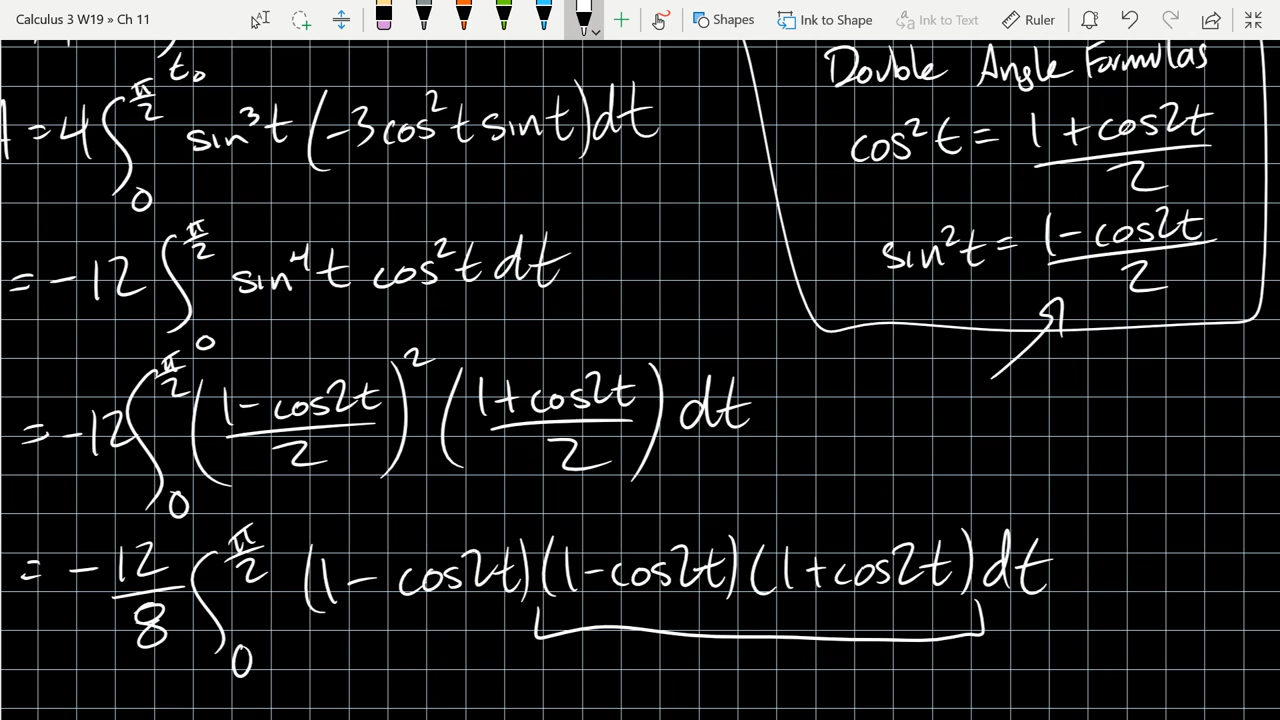 Calculus 3 W19 » Ch 11
Shapes
Ink to Shape
Ink to Text
Ruler
t₀
A = 4 ∫₀^{π/2} sin³t (-3cos²t sint) dt
= -12 ∫₀^{π/2} sin⁴t cos²t dt
= -12 ∫₀^{π/2} ((1-cos2t)/2)² ((1+cos2t)/2) dt
= -12/8 ∫₀^{π/2} (1-cos2t)(1-cos2t)(1+cos2t) dt
Double Angle Formulas
cos²t = (1+cos2t)/2
sin²t = (1-cos2t)/2